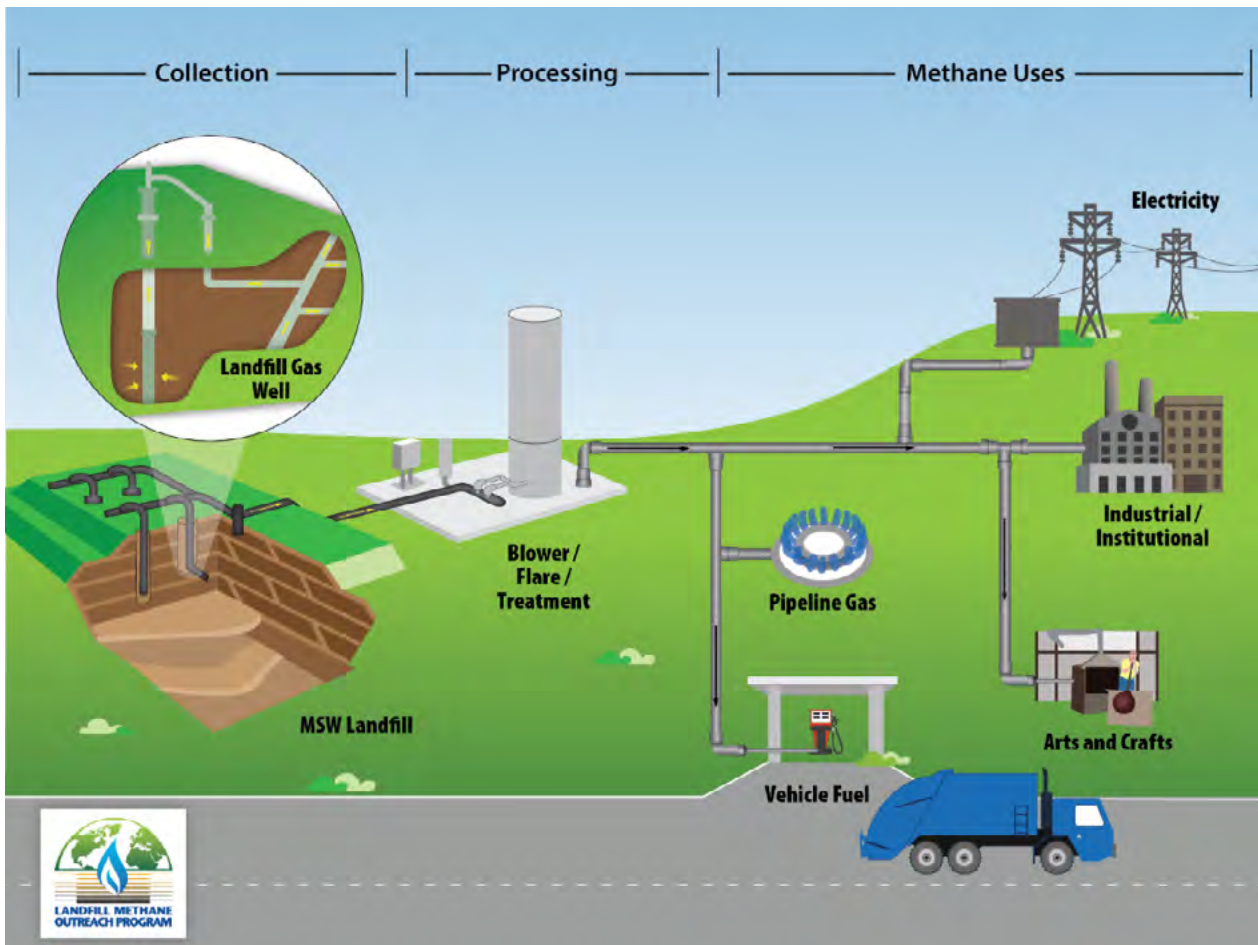 Collection
Processing
Methane Uses
Landfill Gas
Well
Electricity
Blower /
Flare /
Treatment
Pipeline Gas
Industrial /
Institutional
MSW Landfill
Vehicle Fuel
Arts and Crafts
LANDFILL METHANE
OUTREACH PROGRAM